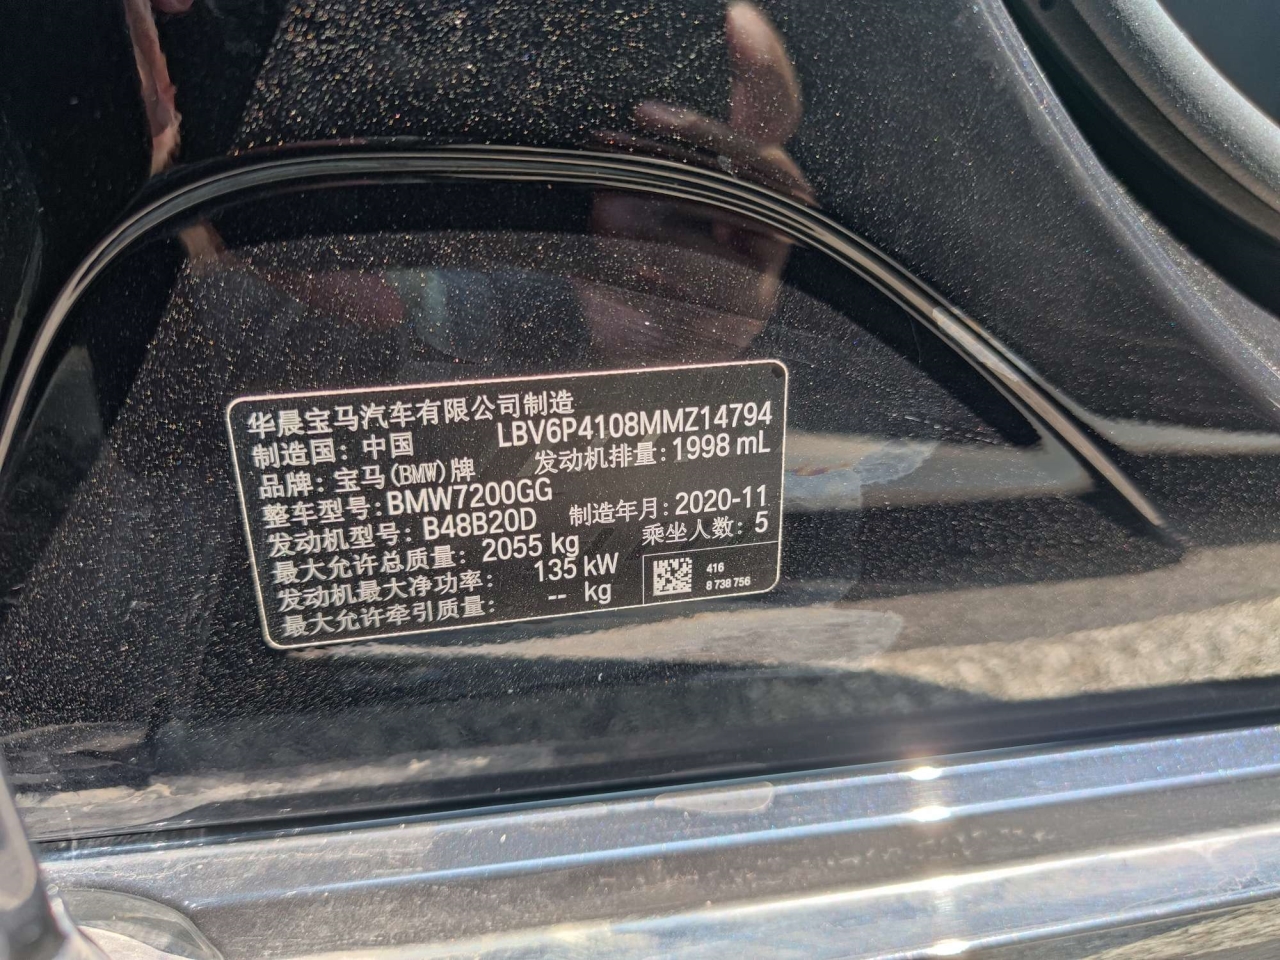 华晨宝马汽车有限公司制造
制造国：中国 LBV6P4108MMZ14794
品牌：宝马(BMW)牌 发动机排量：1998 mL
整车型号：BMW7200GG
发动机型号：B48B20D 制造年月：2020-11
最大允许总质量：2055 kg 乘坐人数：5
发动机最大净功率：135 kW
最大允许牵引质量：-- kg
416
8 738 756